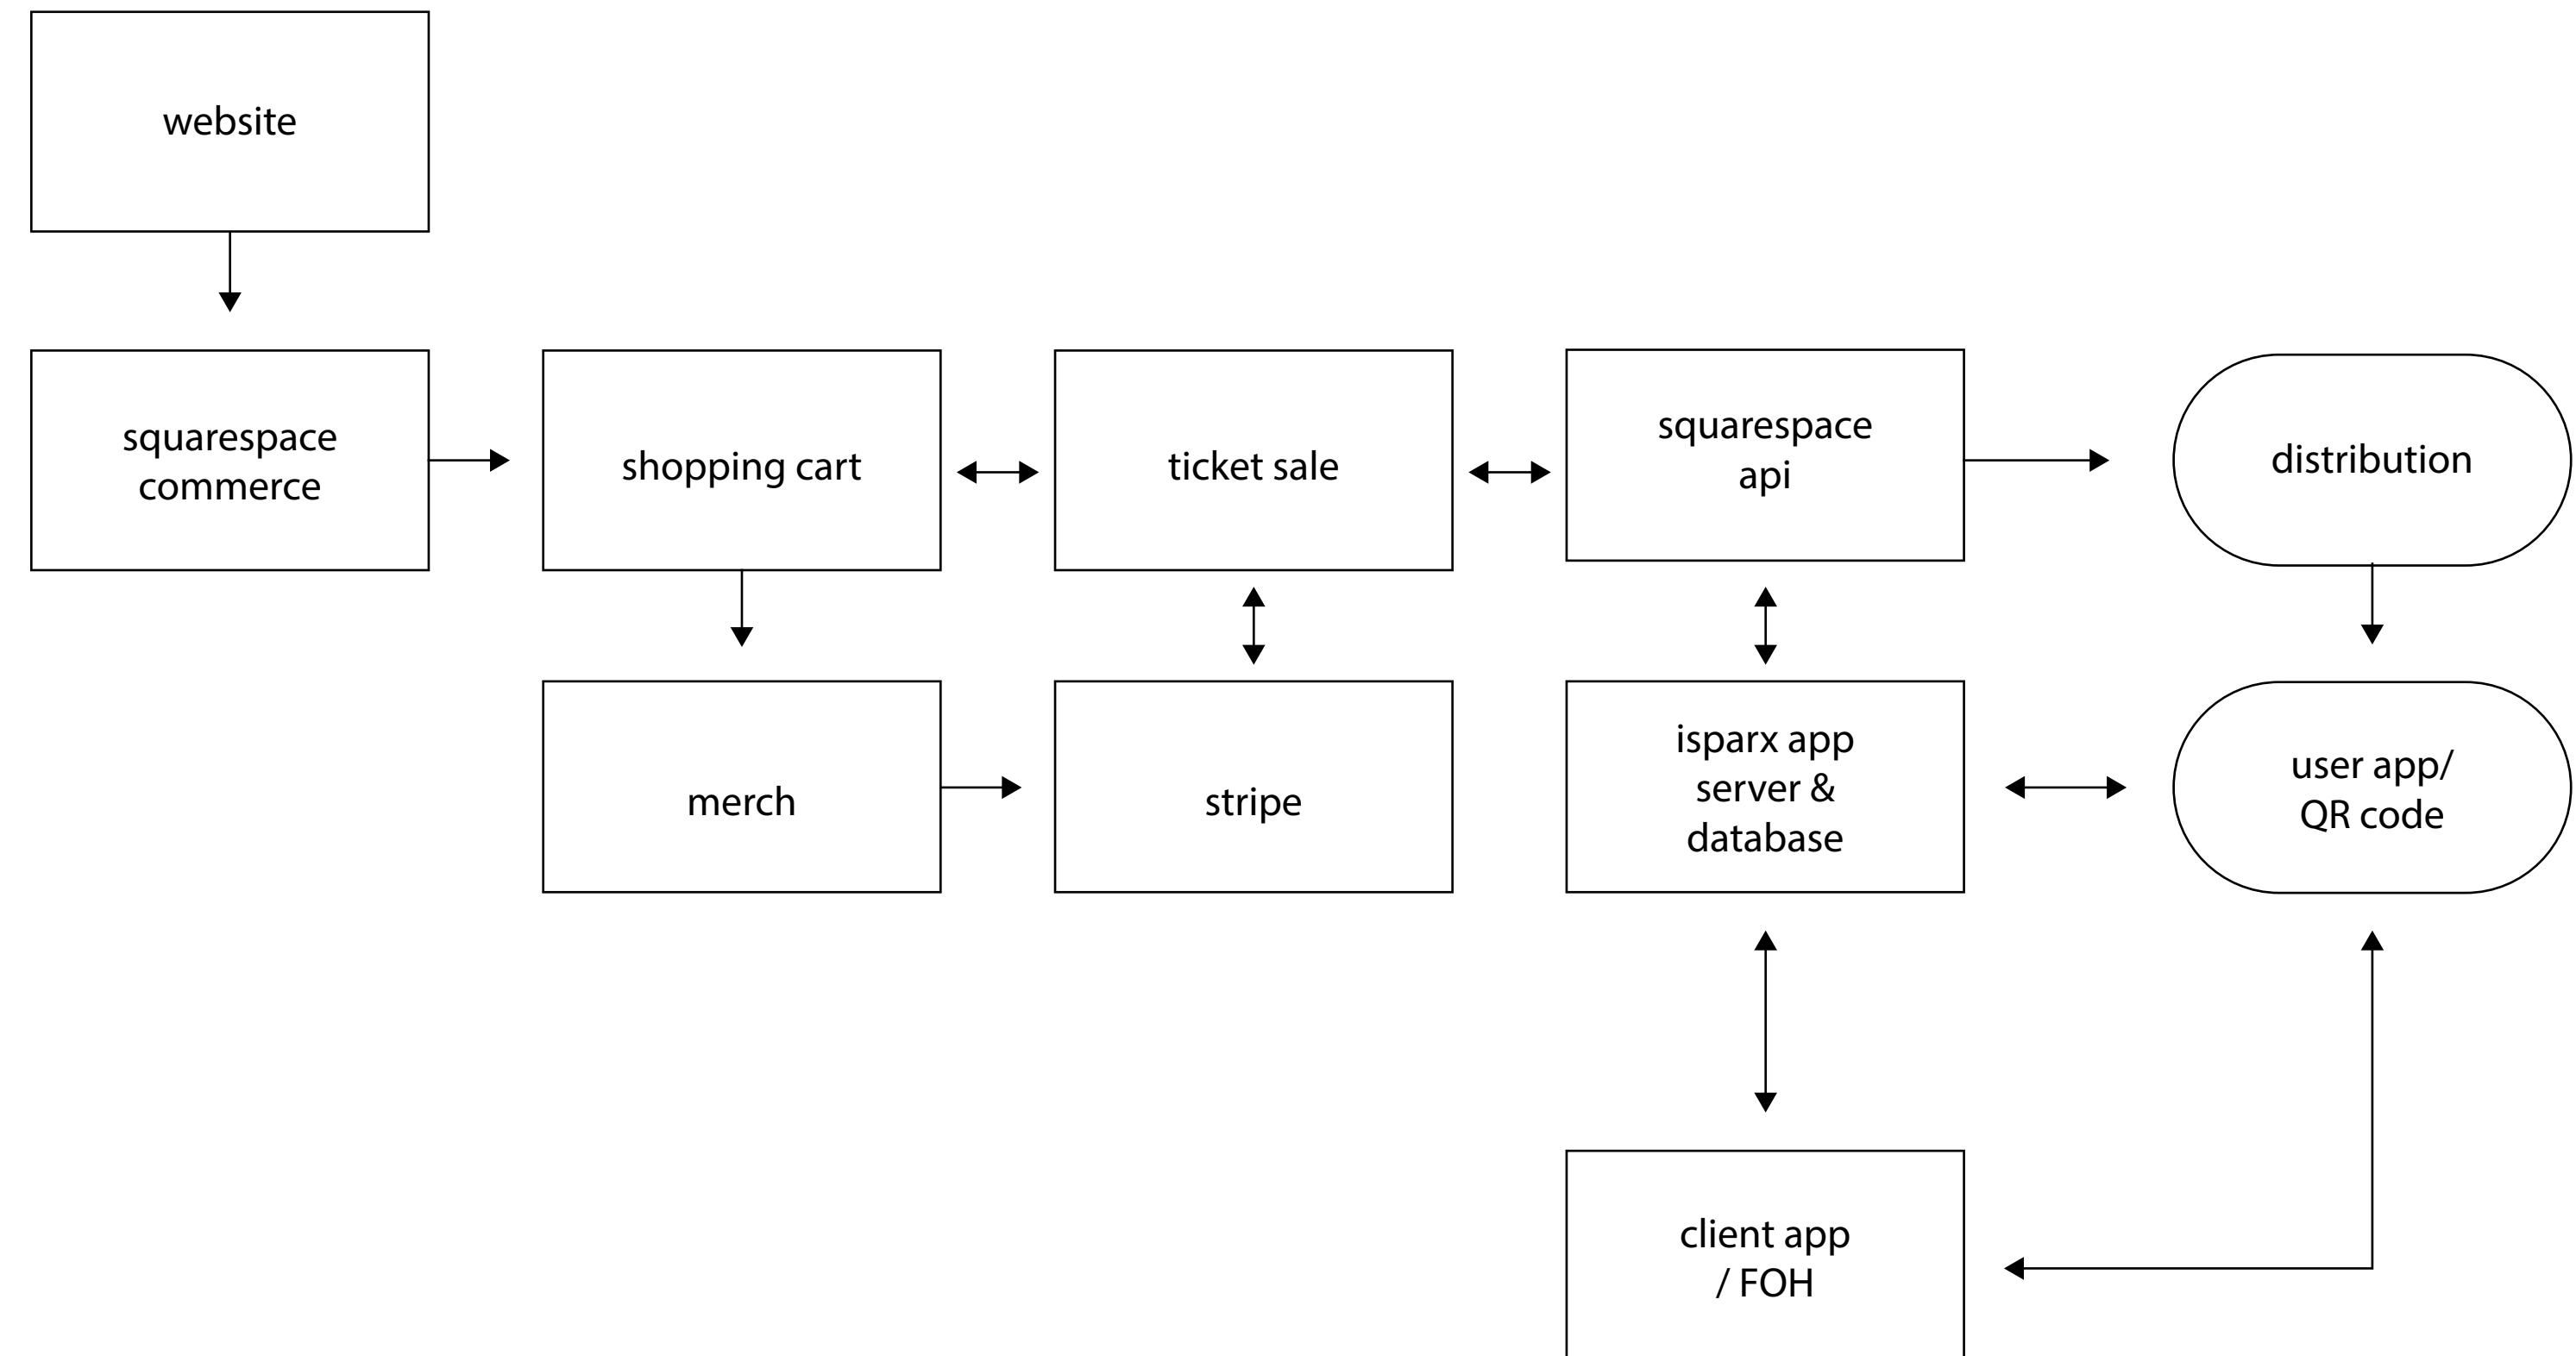 website
squarespace
commerce
shopping cart
ticket sale
squarespace
api
distribution
merch
stripe
isparx app
server &
database
user app/
QR code
client app
/ FOH